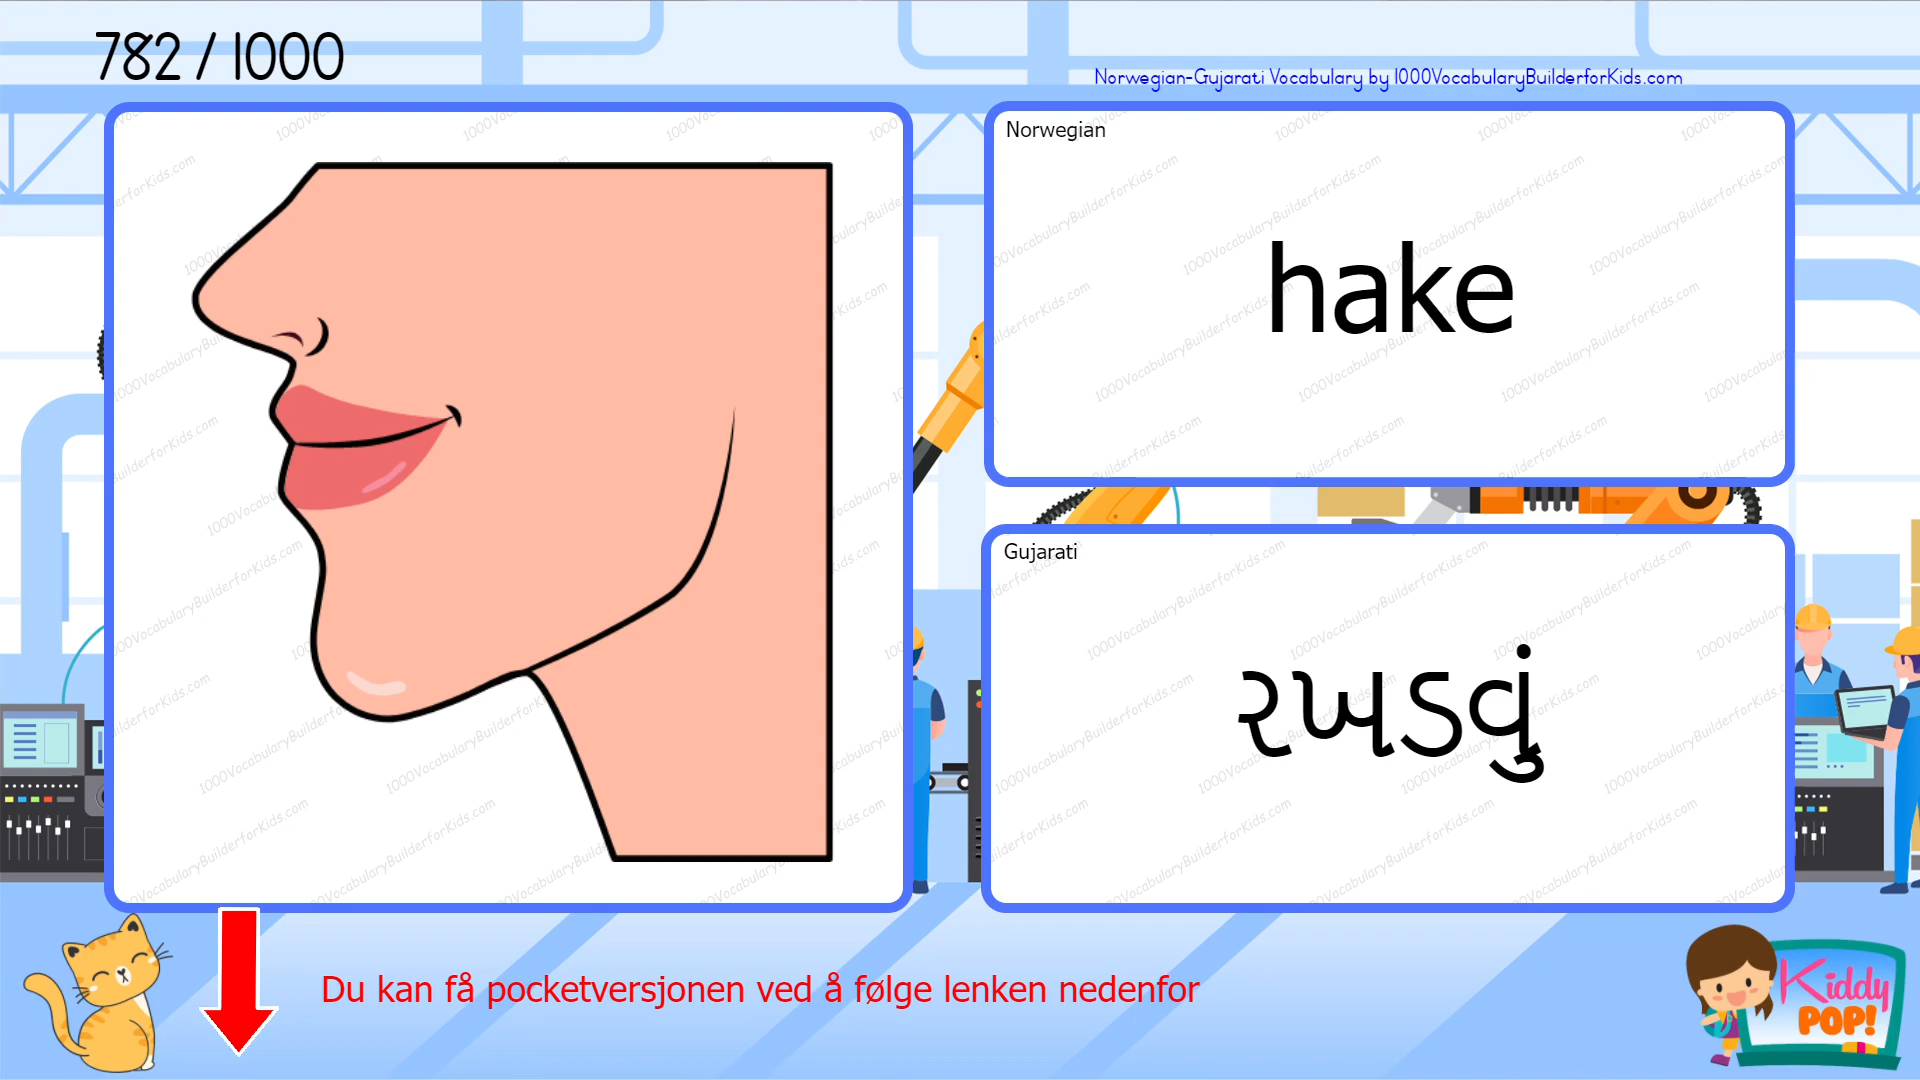 782 / 1000
Norwegian-Gujarati Vocabulary by 1000VocabularyBuilderforKids.com
Norwegian
hake
Gujarati
રખડવું
Du kan få pocketversjonen ved å følge lenken nedenfor
Kiddy
POP!